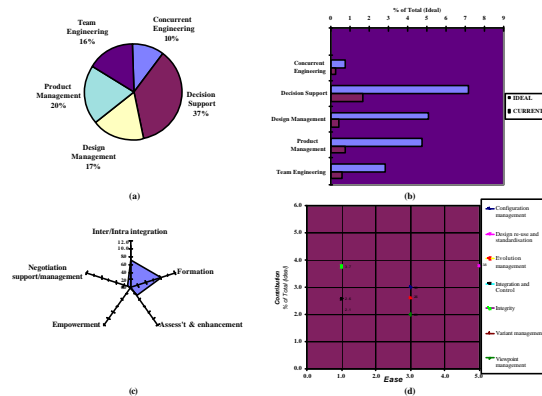 Team
Engineering
16%
Concurrent
Engineering
10%
Product
Management
20%
Decision
Support
37%
Design
Management
17%
(a)
% of Total (Ideal)
0 1 2 3 4 5 6 7 8 9
Concurrent
Engineering
Decision Support
Design Management
Product
Management
Team Engineering
IDEAL
CURRENT
(b)
Inter/Intra integration
12.0
Negotiation
support/management
Formation
Empowerment
Assess't & enhancement
(c)
6.0
5.0
4.0
3.0
2.0
1.0
0.0
Contribution
% of Total (Ideal)
0.0 1.0 2.0 3.0 4.0 5.0
Ease
Configuration
management
Design re-use and
standardisation
Evolution
management
Integration and
Control
Integrity
Variant management
Viewpoint
management
(d)